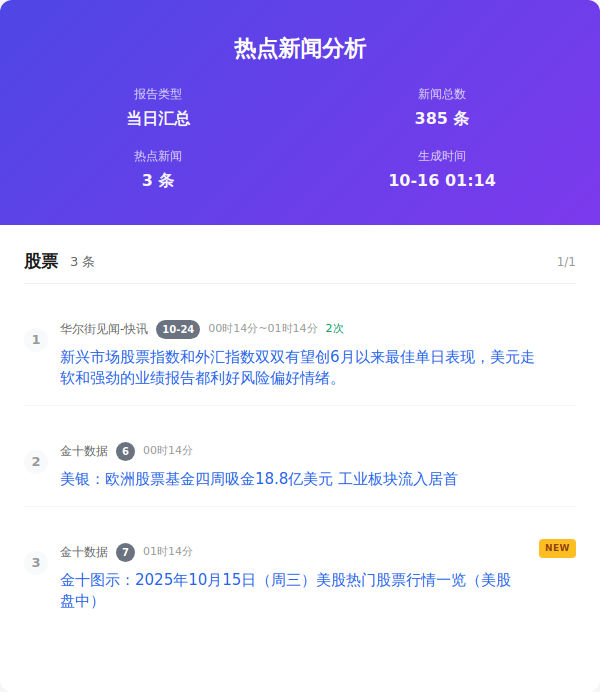 热点新闻分析
报告类型
新闻总数
当日汇总
385 条
热点新闻
生成时间
3 条
10-16 01:14
股票 3 条 1/1
1 华尔街见闻-快讯 10-24 00时14分~01时14分 2次
新兴市场股票指数和外汇指数双双有望创6月以来最佳单日表现，美元走
软和强劲的业绩报告都利好风险偏好情绪。
2 金十数据 6 00时14分
美银：欧洲股票基金四周吸金18.8亿美元 工业板块流入居首
3 金十数据 7 01时14分 NEW
金十图示：2025年10月15日（周三）美股热门股票行情一览（美股
盘中）